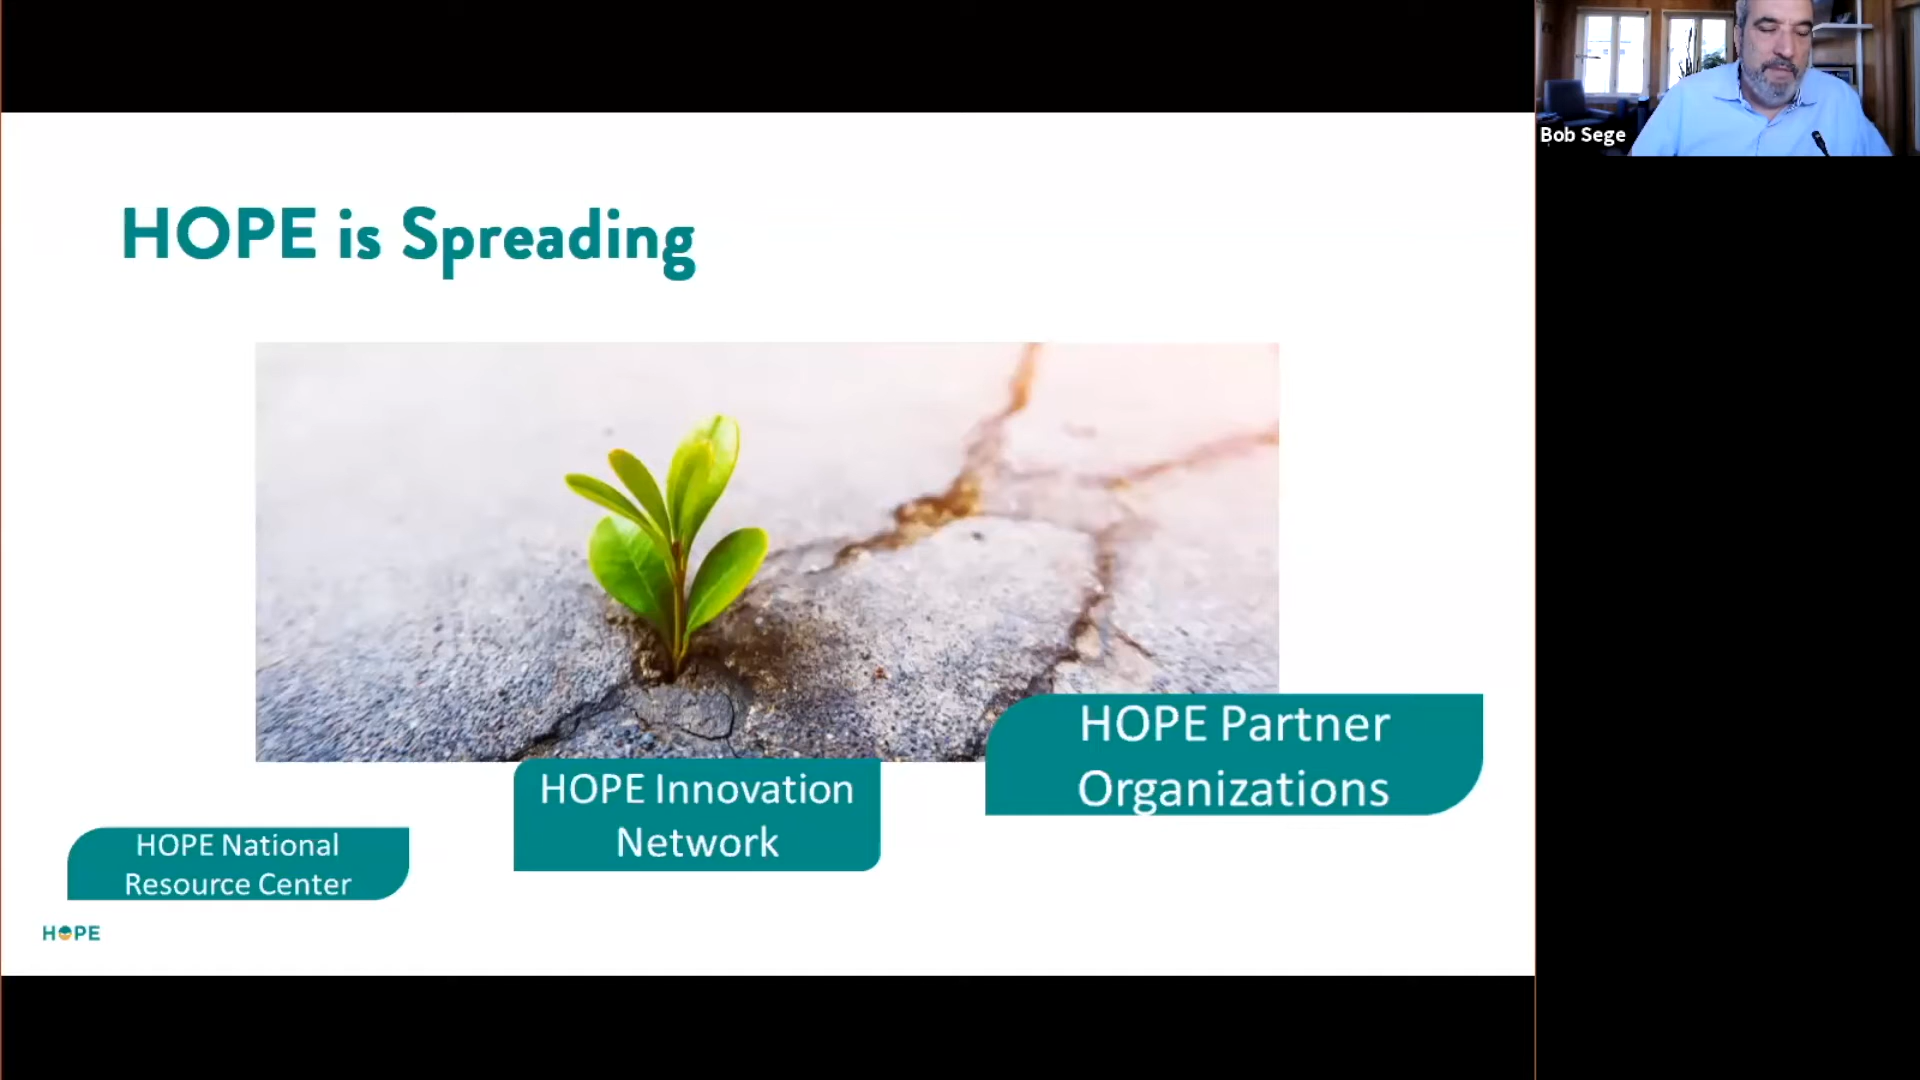 Bob Sege
HOPE is Spreading
HOPE Partner
Organizations
HOPE Innovation
Network
HOPE National
Resource Center
HOPE